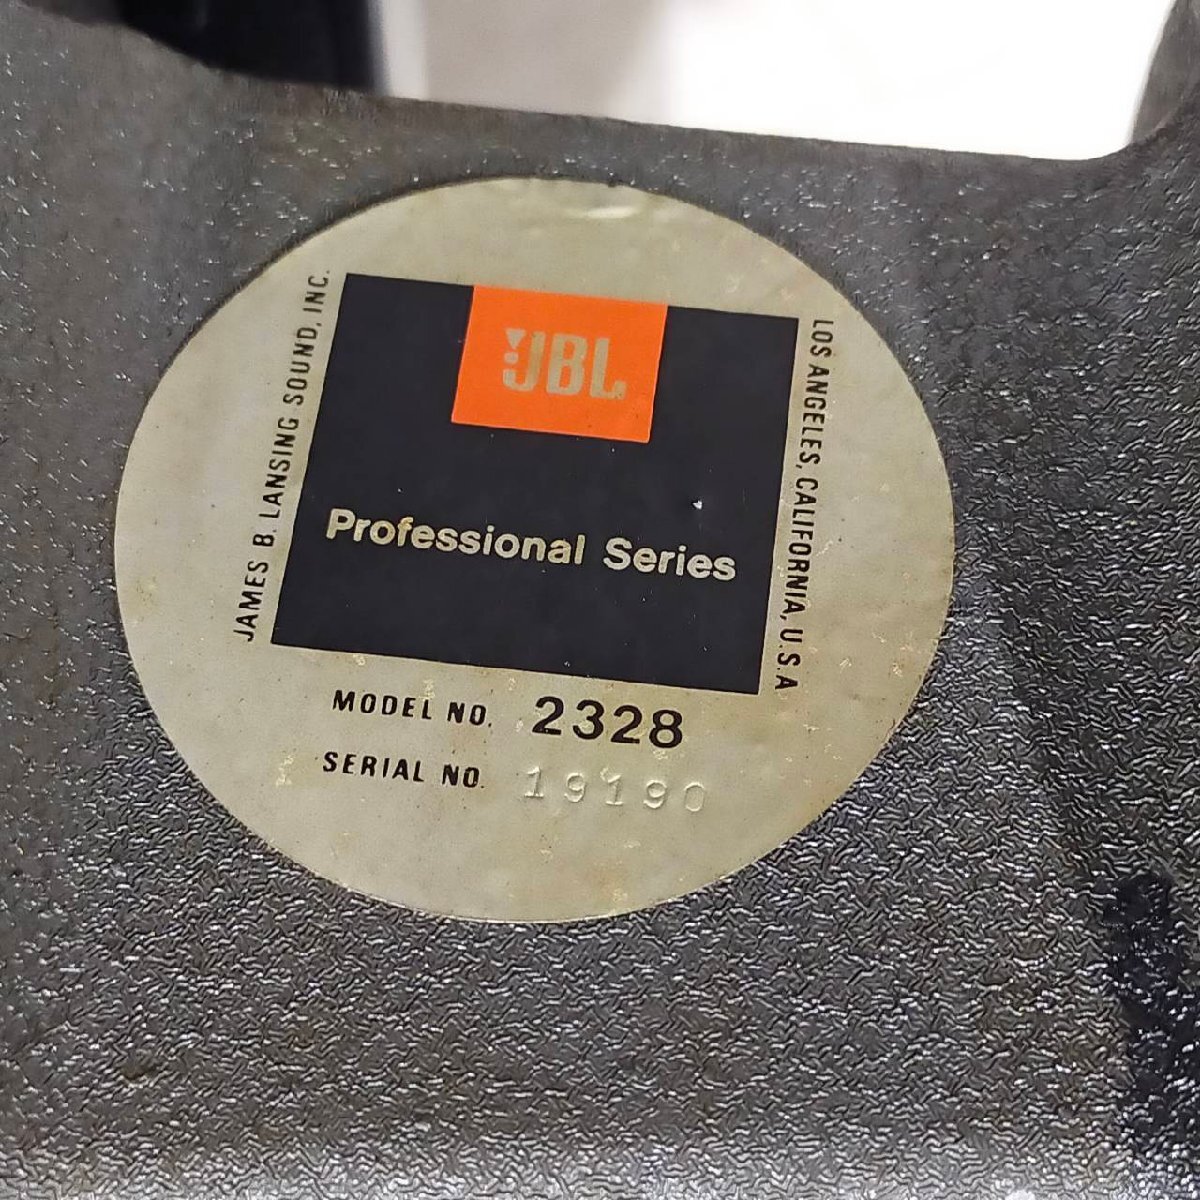 JBL
Professional Series
JAMES B. LANSING SOUND, INC.
LOS ANGELES, CALIFORNIA, U.S.A
MODEL NO. 2328
SERIAL NO. 19190